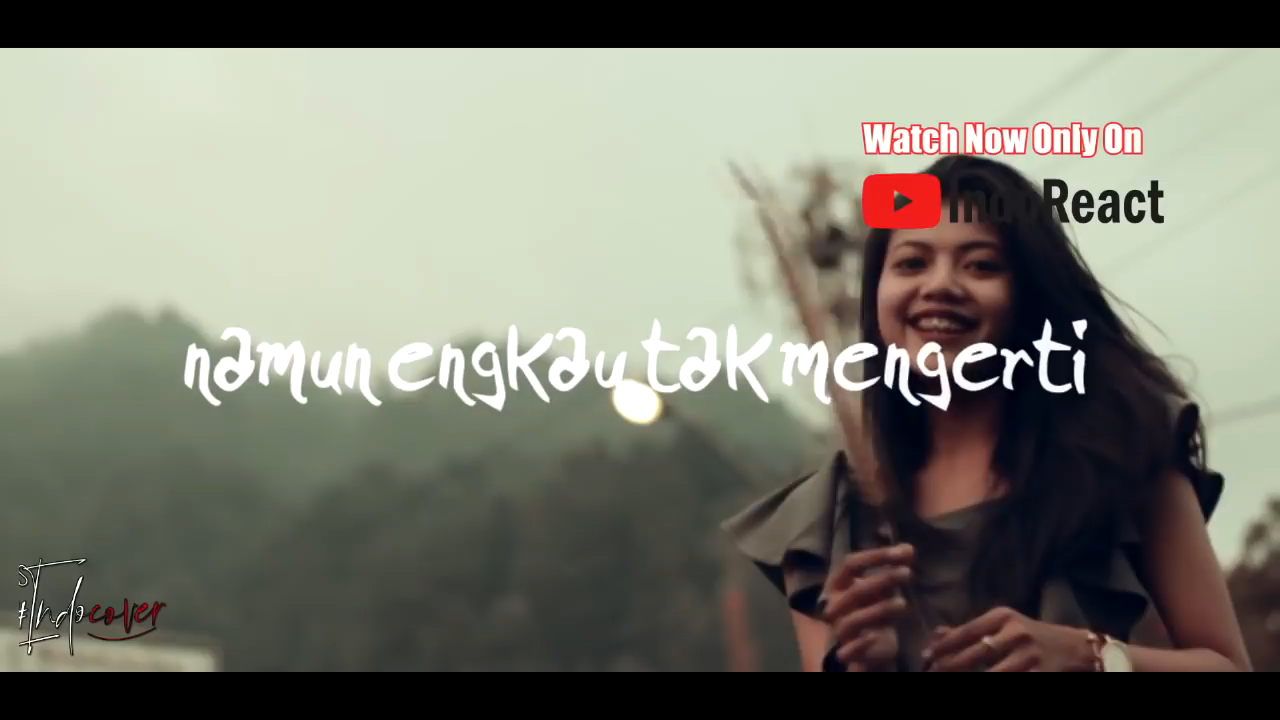 Watch Now Only On
IndoReact
namun engkau tak mengerti
#Indocover